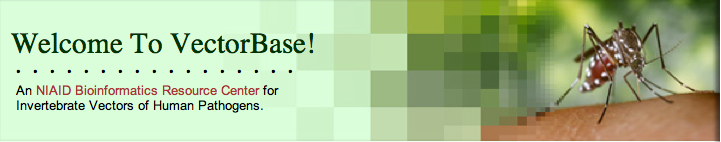 Welcome To VectorBase!
An NIAID Bioinformatics Resource Center for
Invertebrate Vectors of Human Pathogens.